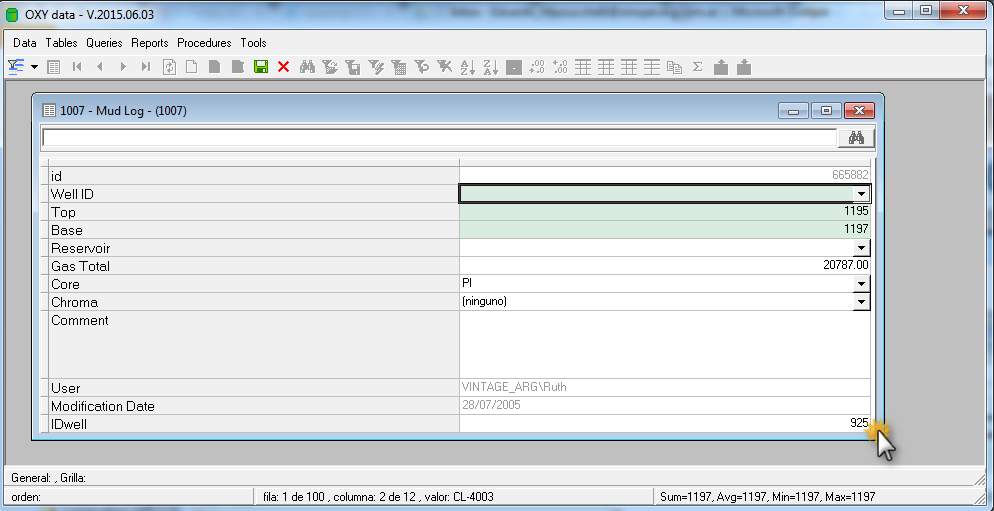 OXY data - V.2015.06.03
Data Tables Queries Reports Procedures Tools
1007 - Mud Log - (1007)
id 665882
Well ID
Top 1195
Base 1197
Reservoir
Gas Total 20787.00
Core PI
Chroma (ninguno)
Comment
User VINTAGE_ARG\Ruth
Modification Date 28/07/2005
IDwell 925
General: , Grilla:
orden: fila: 1 de 100 , columna: 2 de 12 , valor: CL-4003 Sum=1197, Avg=1197, Min=1197, Max=1197